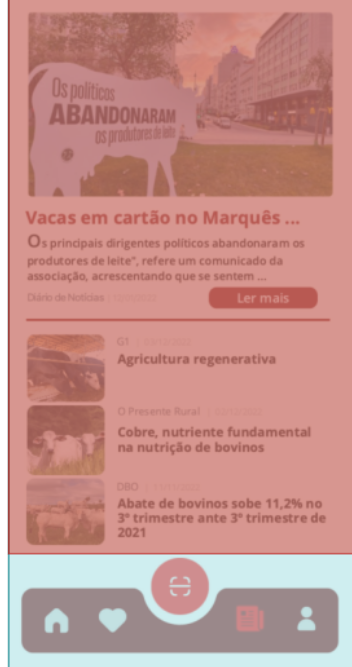 Os políticos
ABANDONARAM
os produtores de leite
Vacas em cartão no Marquês ...
Os principais dirigentes políticos abandonaram os
produtores de leite", refere um comunicado da
associação, acrescentando que se sentem ...
Diário de Notícias
Ler mais
G1
Agricultura regenerativa
O Presente Rural
Cobre, nutriente fundamental
na nutrição de bovinos
DBO
Abate de bovinos sobe 11,2% no
3º trimestre ante 3º trimestre de
2021